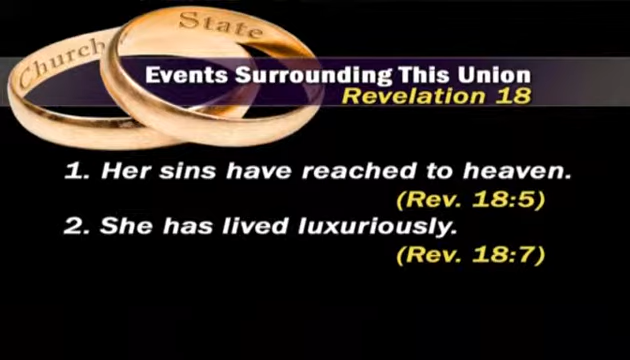 Church
State
Events Surrounding This Union
Revelation 18
1. Her sins have reached to heaven.
(Rev. 18:5)
2. She has lived luxuriously.
(Rev. 18:7)